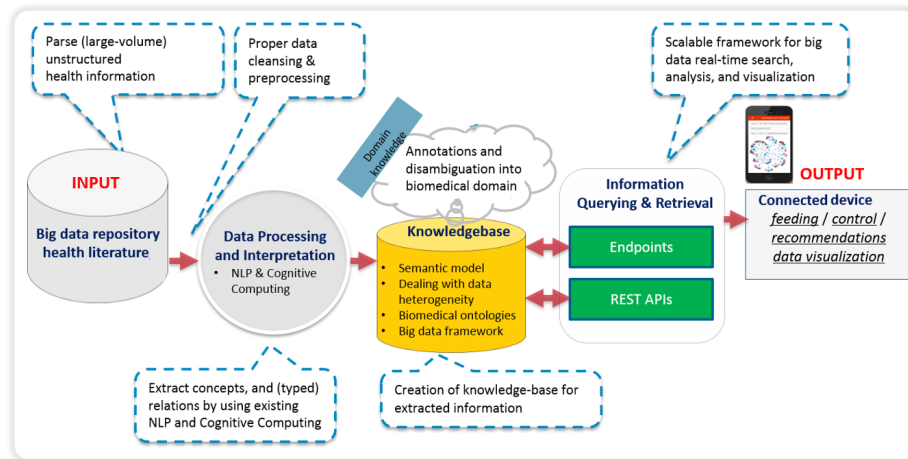 Parse (large-volume)
unstructured
health information
Proper data
cleansing &
preprocessing
Scalable framework for big
data real-time search,
analysis, and visualization
Domain
knowledge
Annotations and
disambiguation into
biomedical domain
INPUT
Big data repository
health literature
Data Processing
and Interpretation
• NLP & Cognitive
Computing
Knowledgebase
• Semantic model
• Dealing with data
heterogeneity
• Biomedical ontologies
• Big data framework
Information
Querying & Retrieval
Endpoints
REST APIs
OUTPUT
Connected device
feeding / control /
recommendations
data visualization
Extract concepts, and (typed)
relations by using existing
NLP and Cognitive Computing
Creation of knowledge-base for
extracted information